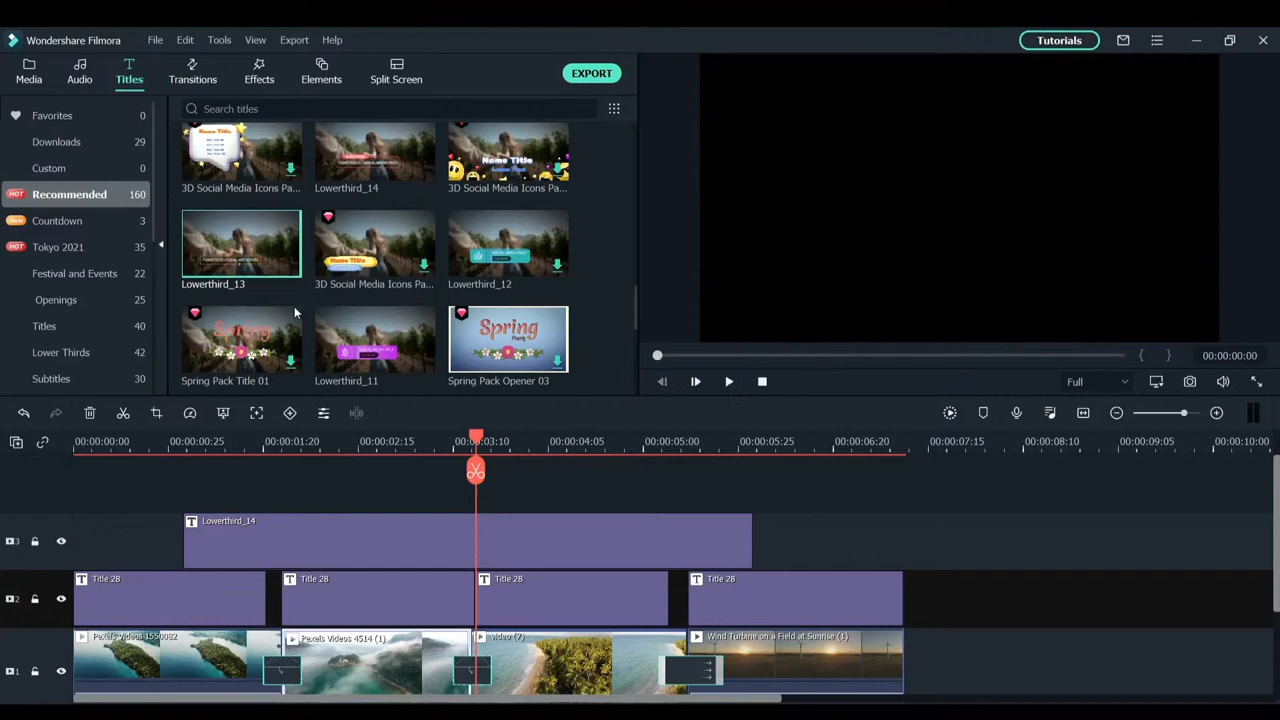 Wondershare Filmora File Edit Tools View Export Help Tutorials
Media Audio Titles Transitions Effects Elements Split Screen EXPORT
Favorites 0
Downloads 29
Custom 0
HOT Recommended 160
New Countdown 3
HOT Tokyo 2021 35
Festival and Events 22
Openings 25
Titles 40
Lower Thirds 42
Subtitles 30
Search titles
3D Social Media Icons Pa... Lowerthird_14 3D Social Media Icons Pa...
Lowerthird_13 3D Social Media Icons Pa... Lowerthird_12
Spring Pack Title 01 Lowerthird_11 Spring Pack Opener 03
Name Title
Name Title
Name Title
Spring
Spring
00:00:00:00
Full
00:00:00:00 00:00:00:25 00:00:01:20 00:00:02:15 00:00:03:10 00:00:04:05 00:00:05:00 00:00:05:25 00:00:06:20 00:00:07:15 00:00:08:10 00:00:09:05 00:00:10:00
3
Lowerthird_14
2
Title 28 Title 28 Title 28 Title 28
1
Pexels Videos 1550082 Pexels Videos 4514 (1) video (7) Wind Turbine on a Field at Sunrise (1)